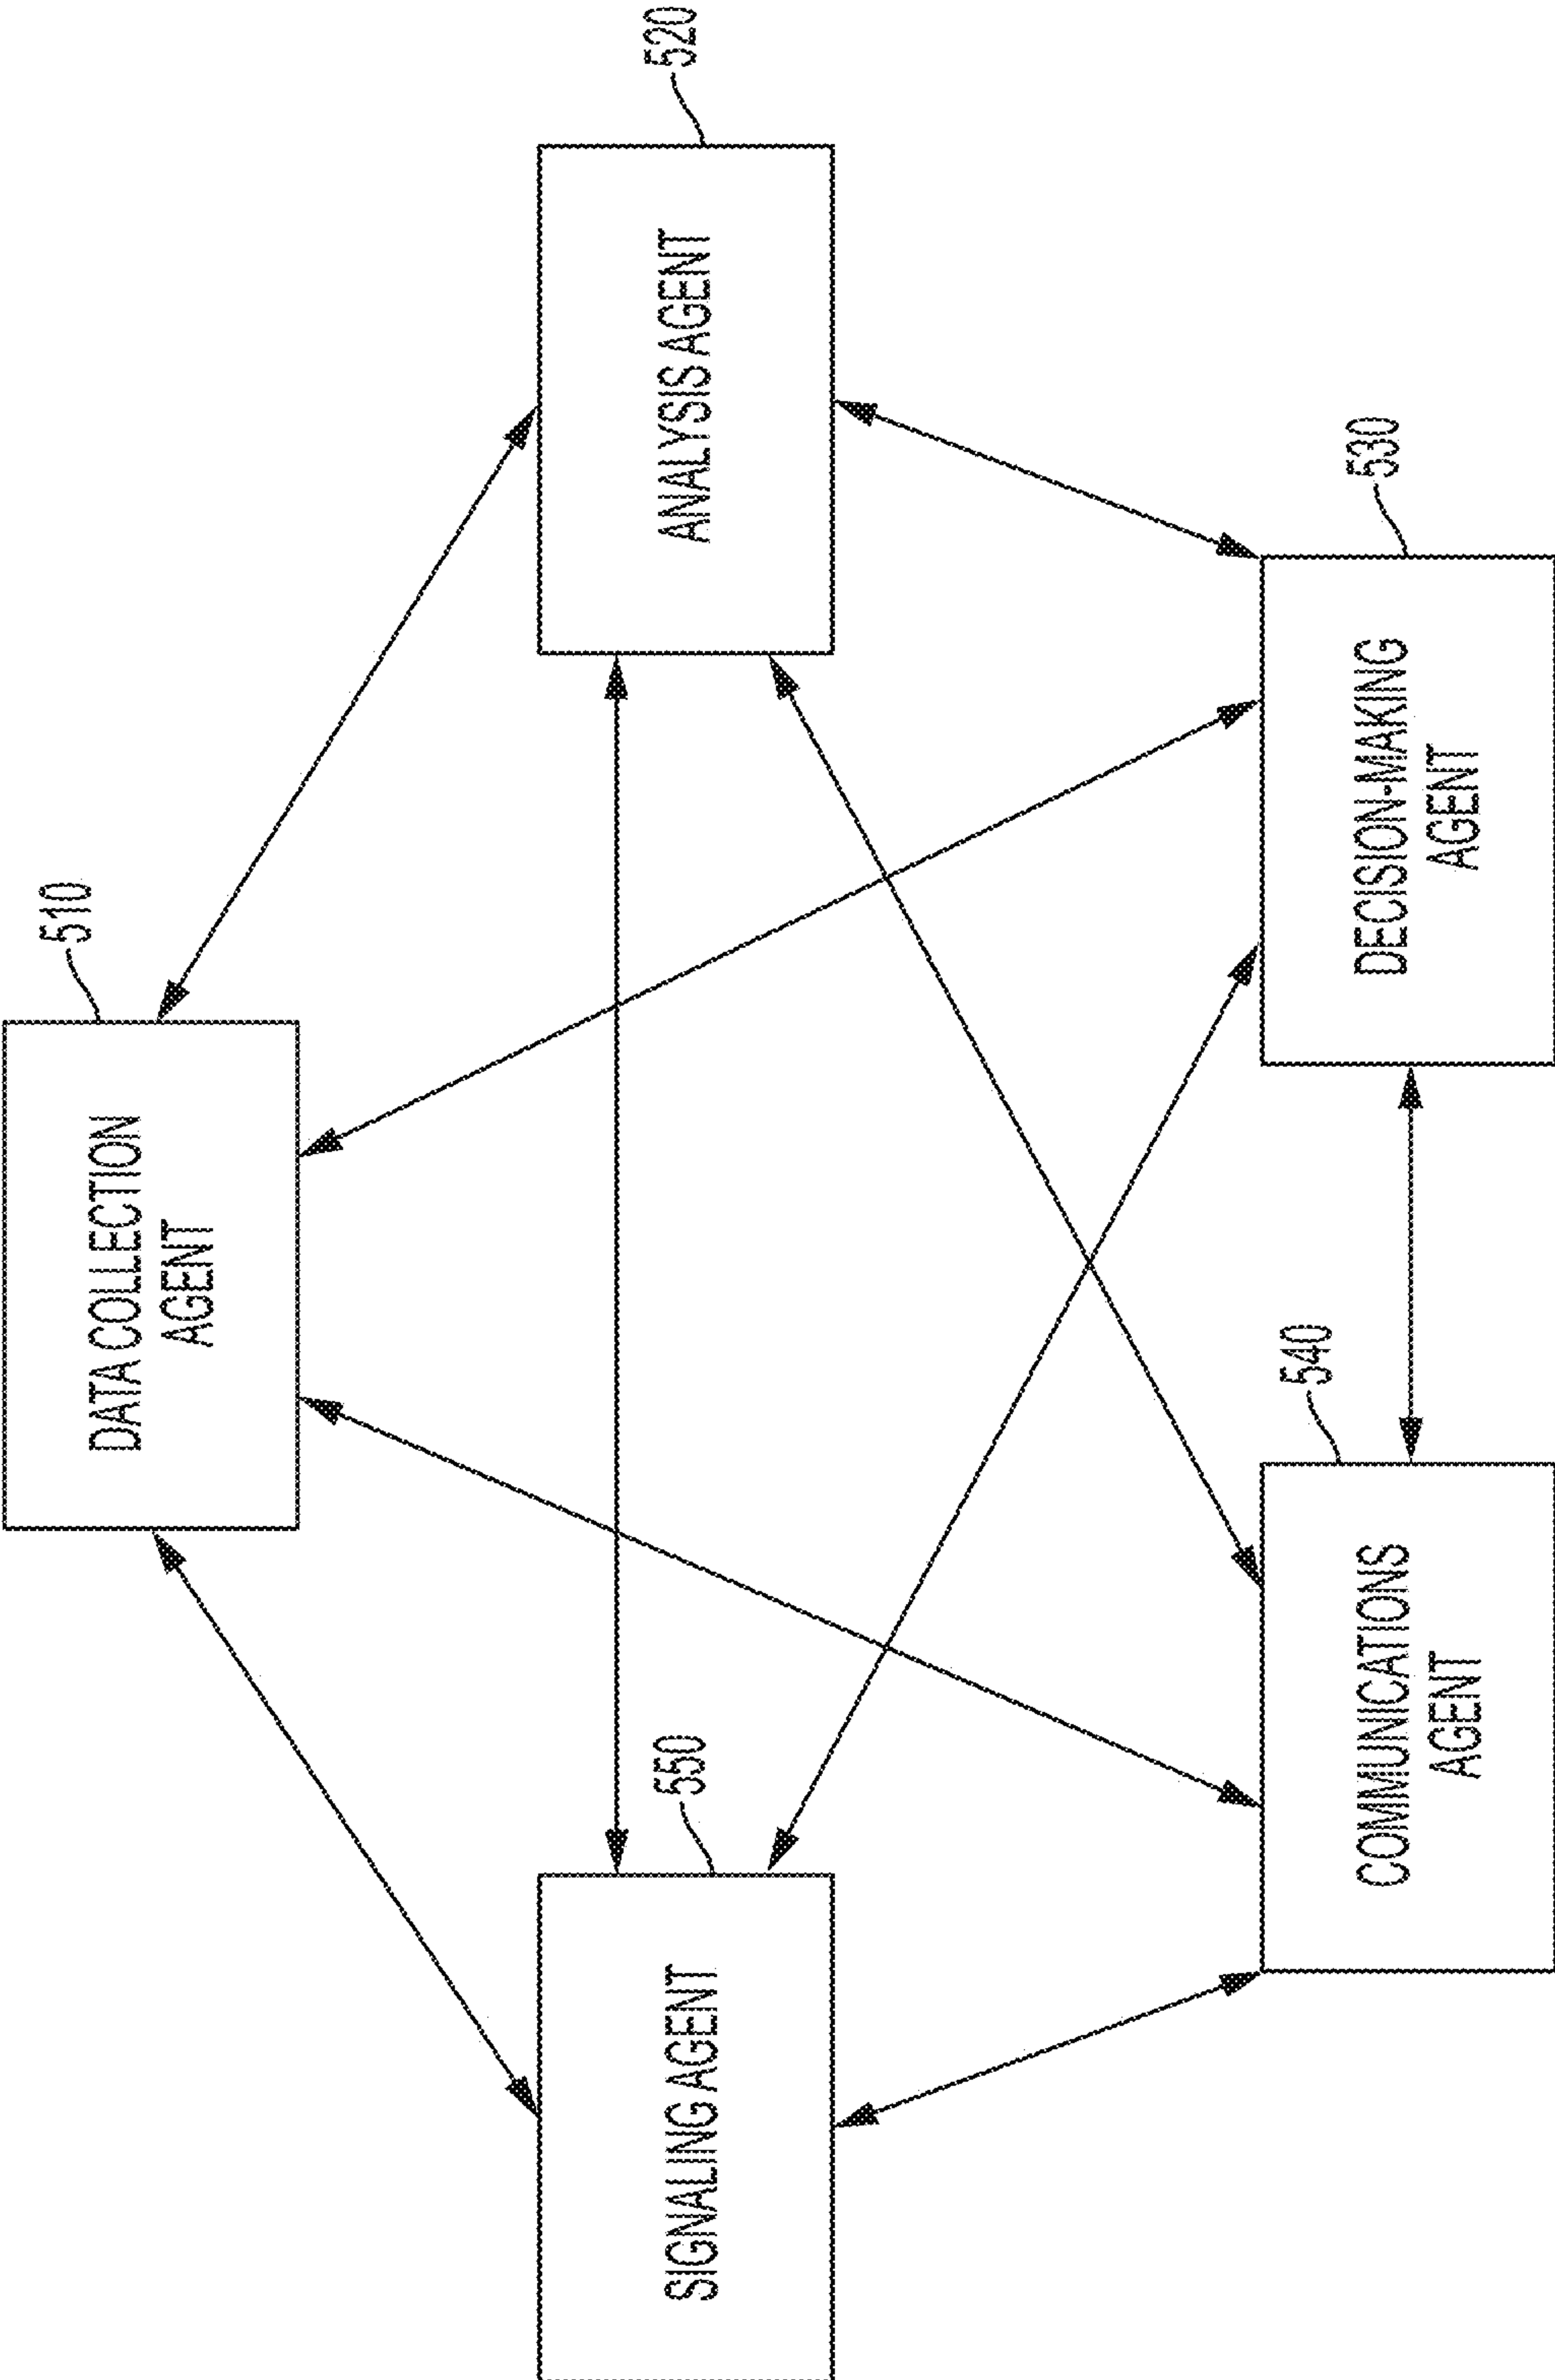 510
DATA COLLECTION
AGENT
520
ANALYSIS AGENT
530
DECISION-MAKING
AGENT
540
COMMUNICATIONS
AGENT
550
SIGNALING AGENT